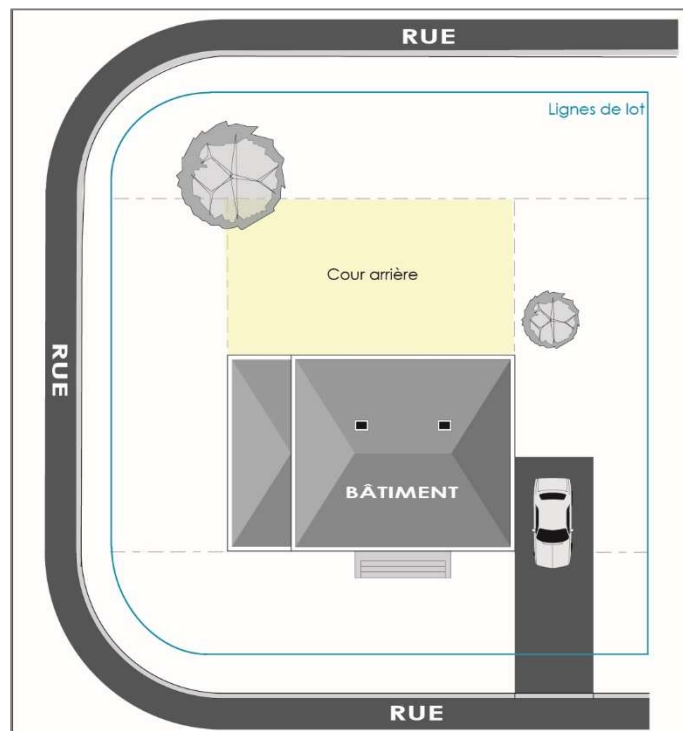 RUE
Lignes de lot
Cour arrière
RUE
BÂTIMENT
RUE